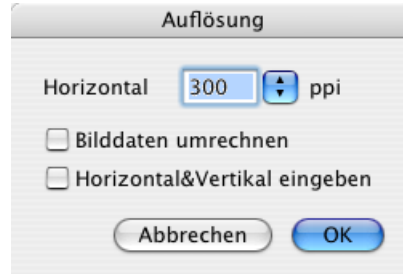 Auflösung
Horizontal 300 ppi
Bilddaten umrechnen
Horizontal&Vertikal eingeben
Abbrechen OK